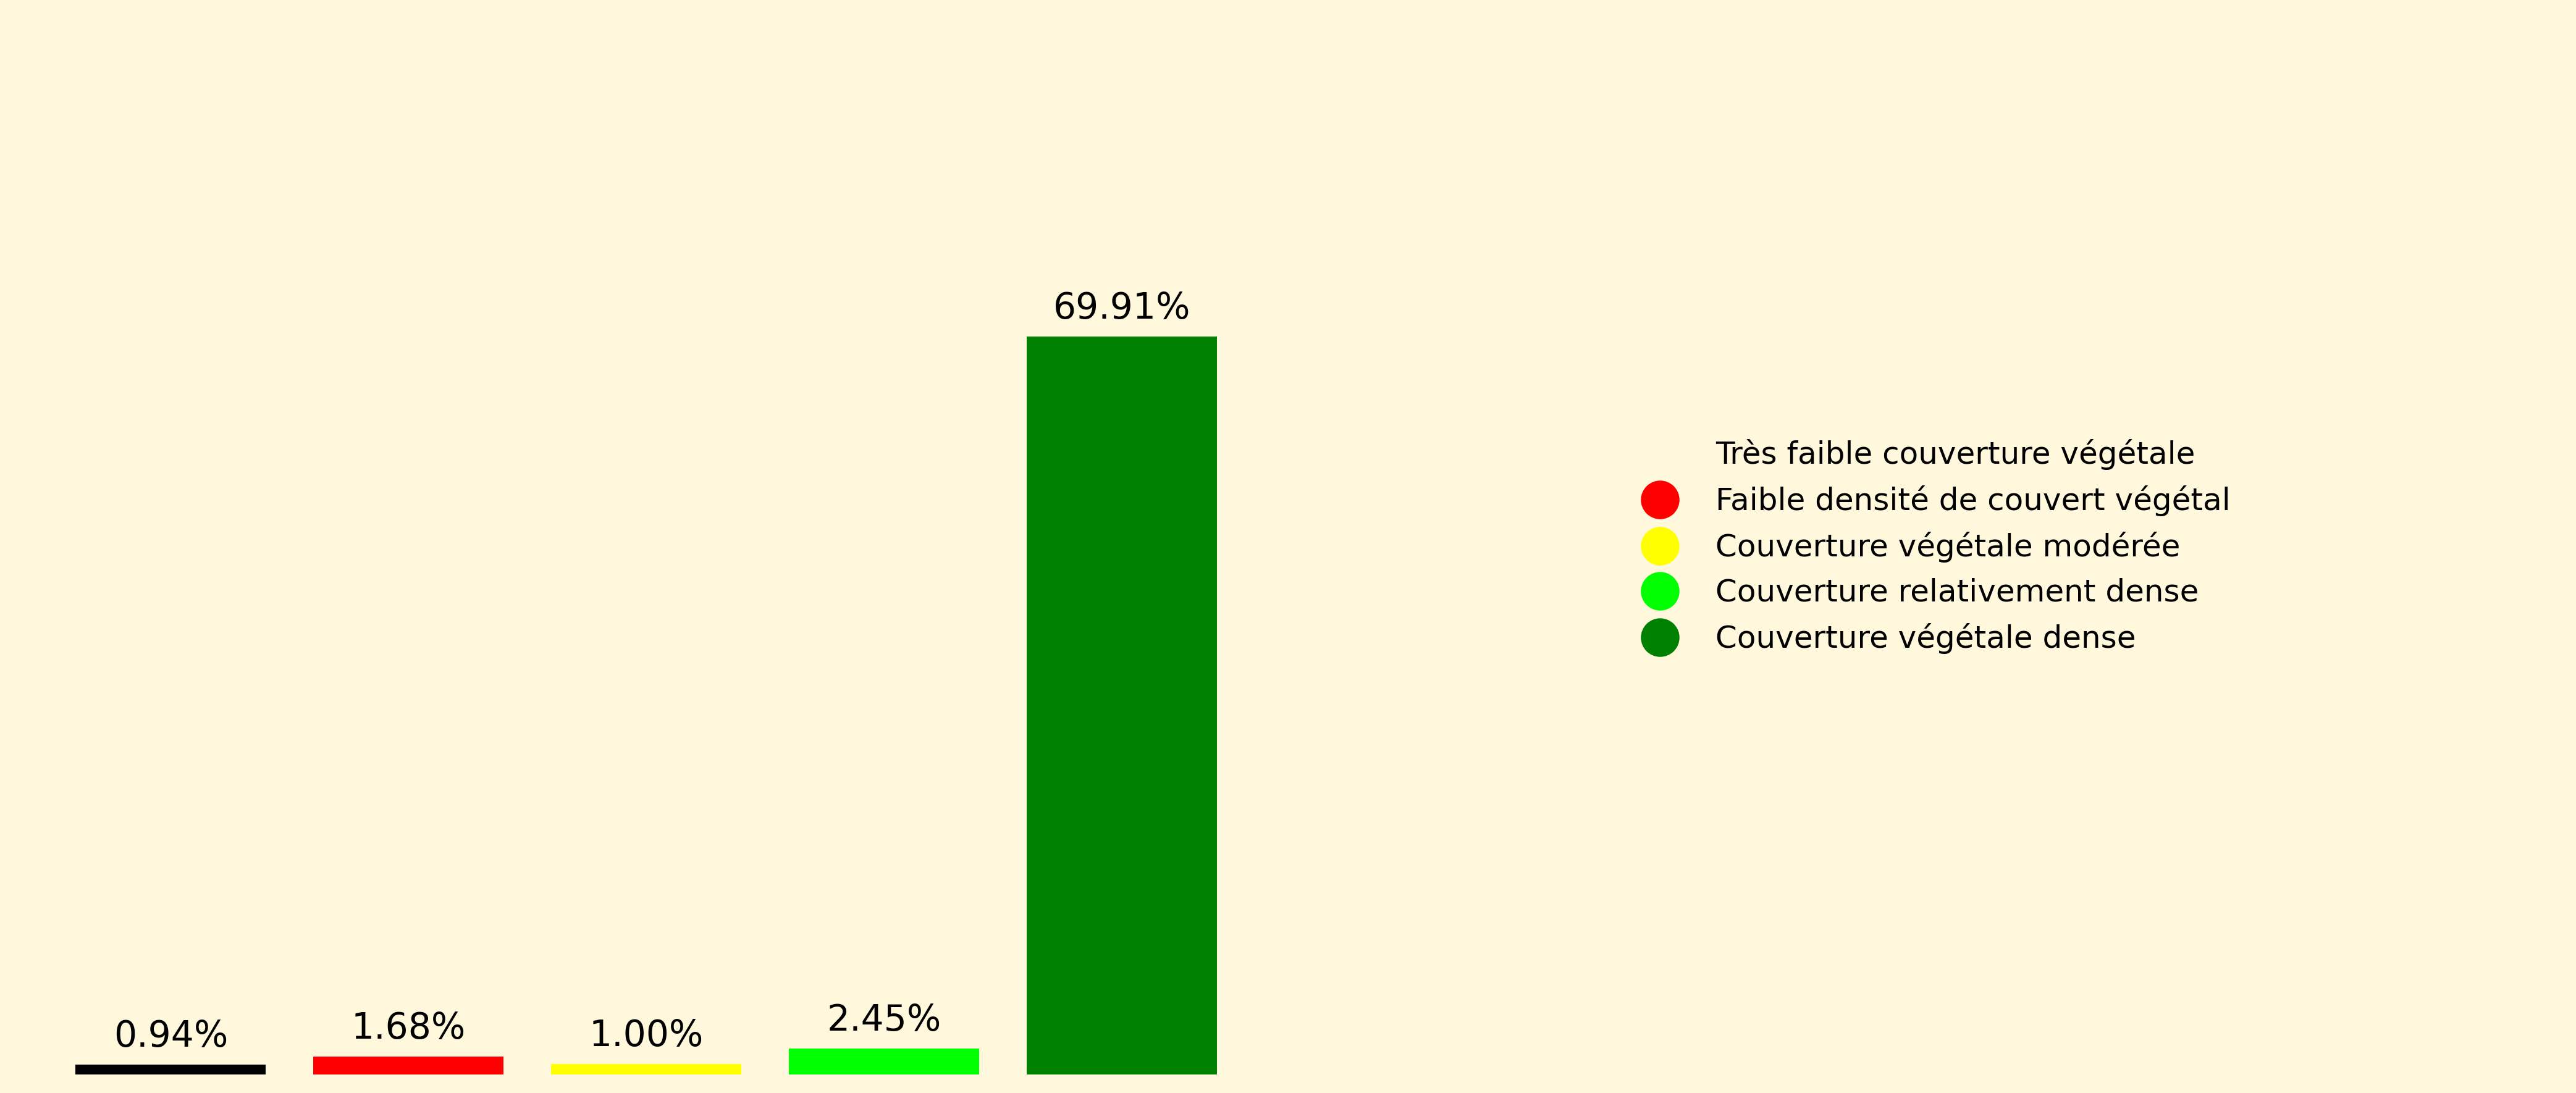 69.91%
Très faible couverture végétale
Faible densité de couvert végétal
Couverture végétale modérée
Couverture relativement dense
Couverture végétale dense
0.94%
1.68%
1.00%
2.45%